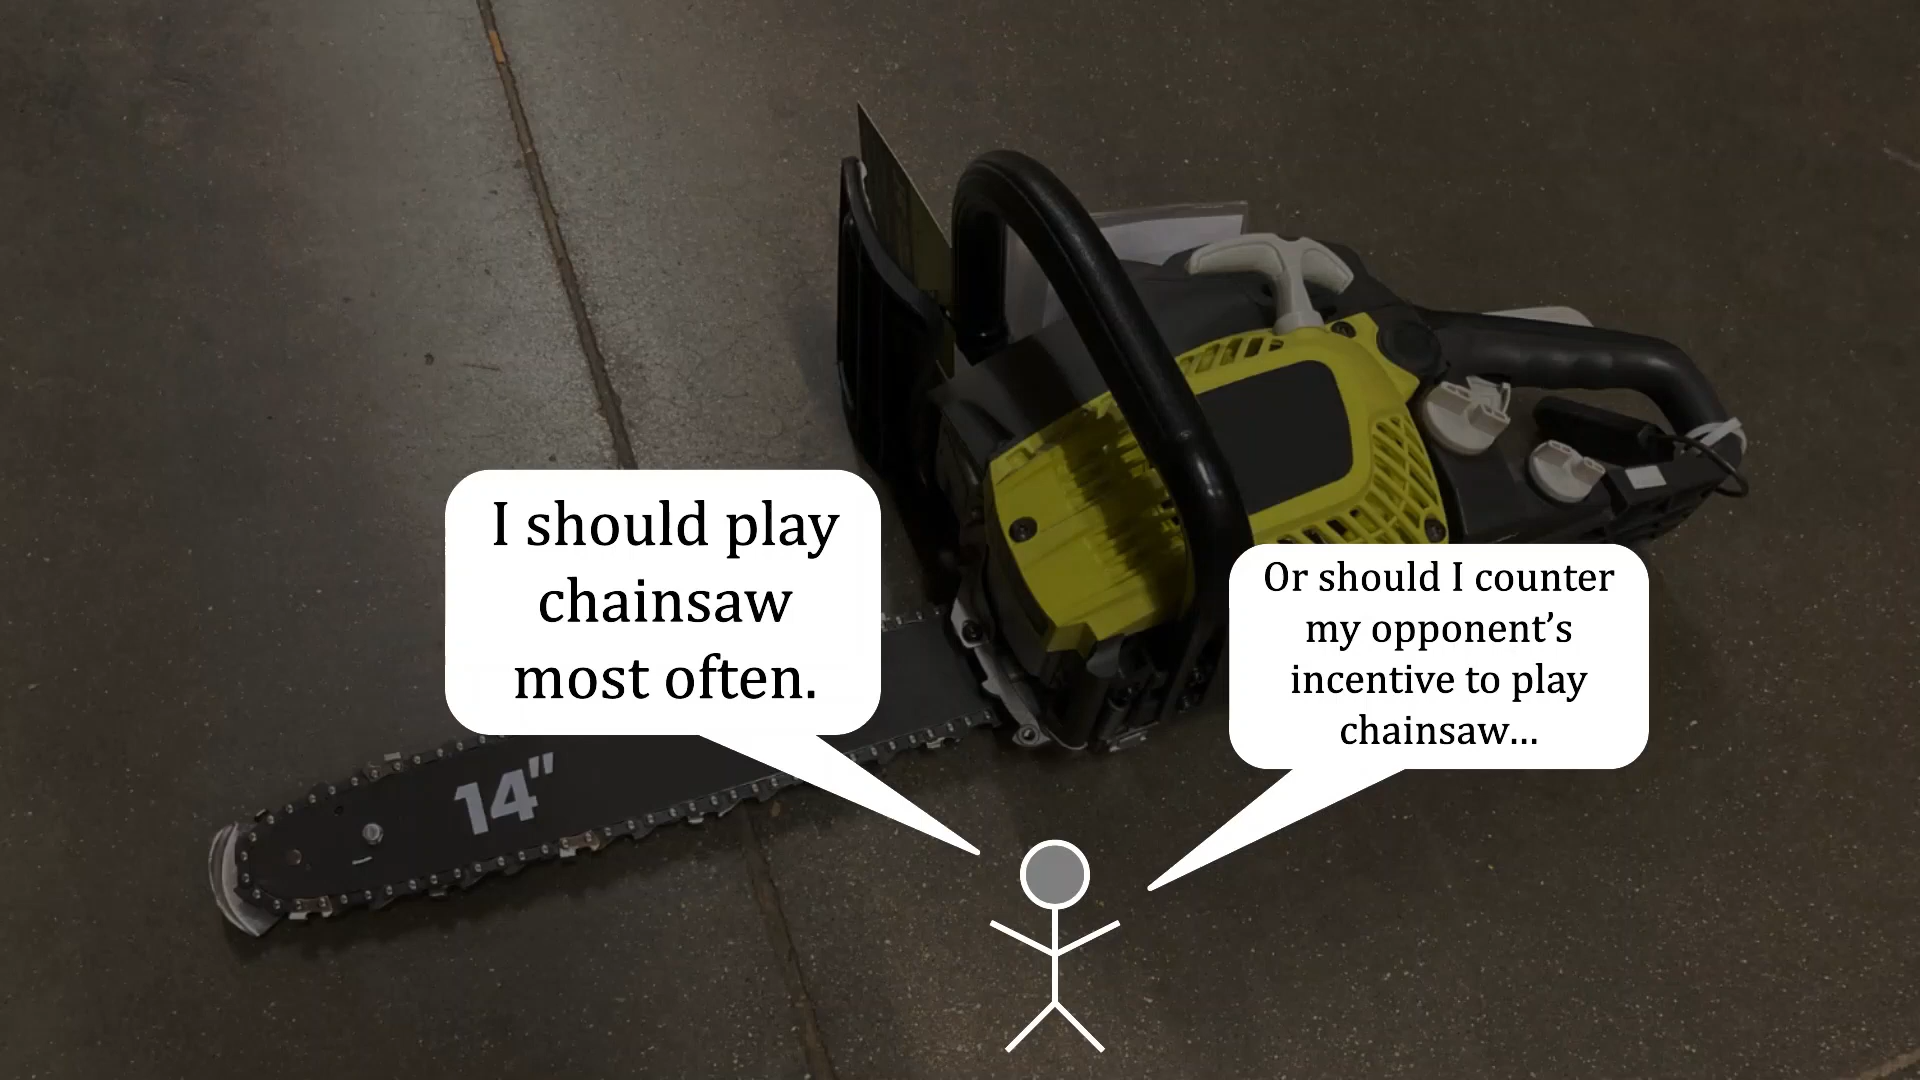 I should play
chainsaw
most often.
Or should I counter
my opponent’s
incentive to play
chainsaw…
14"